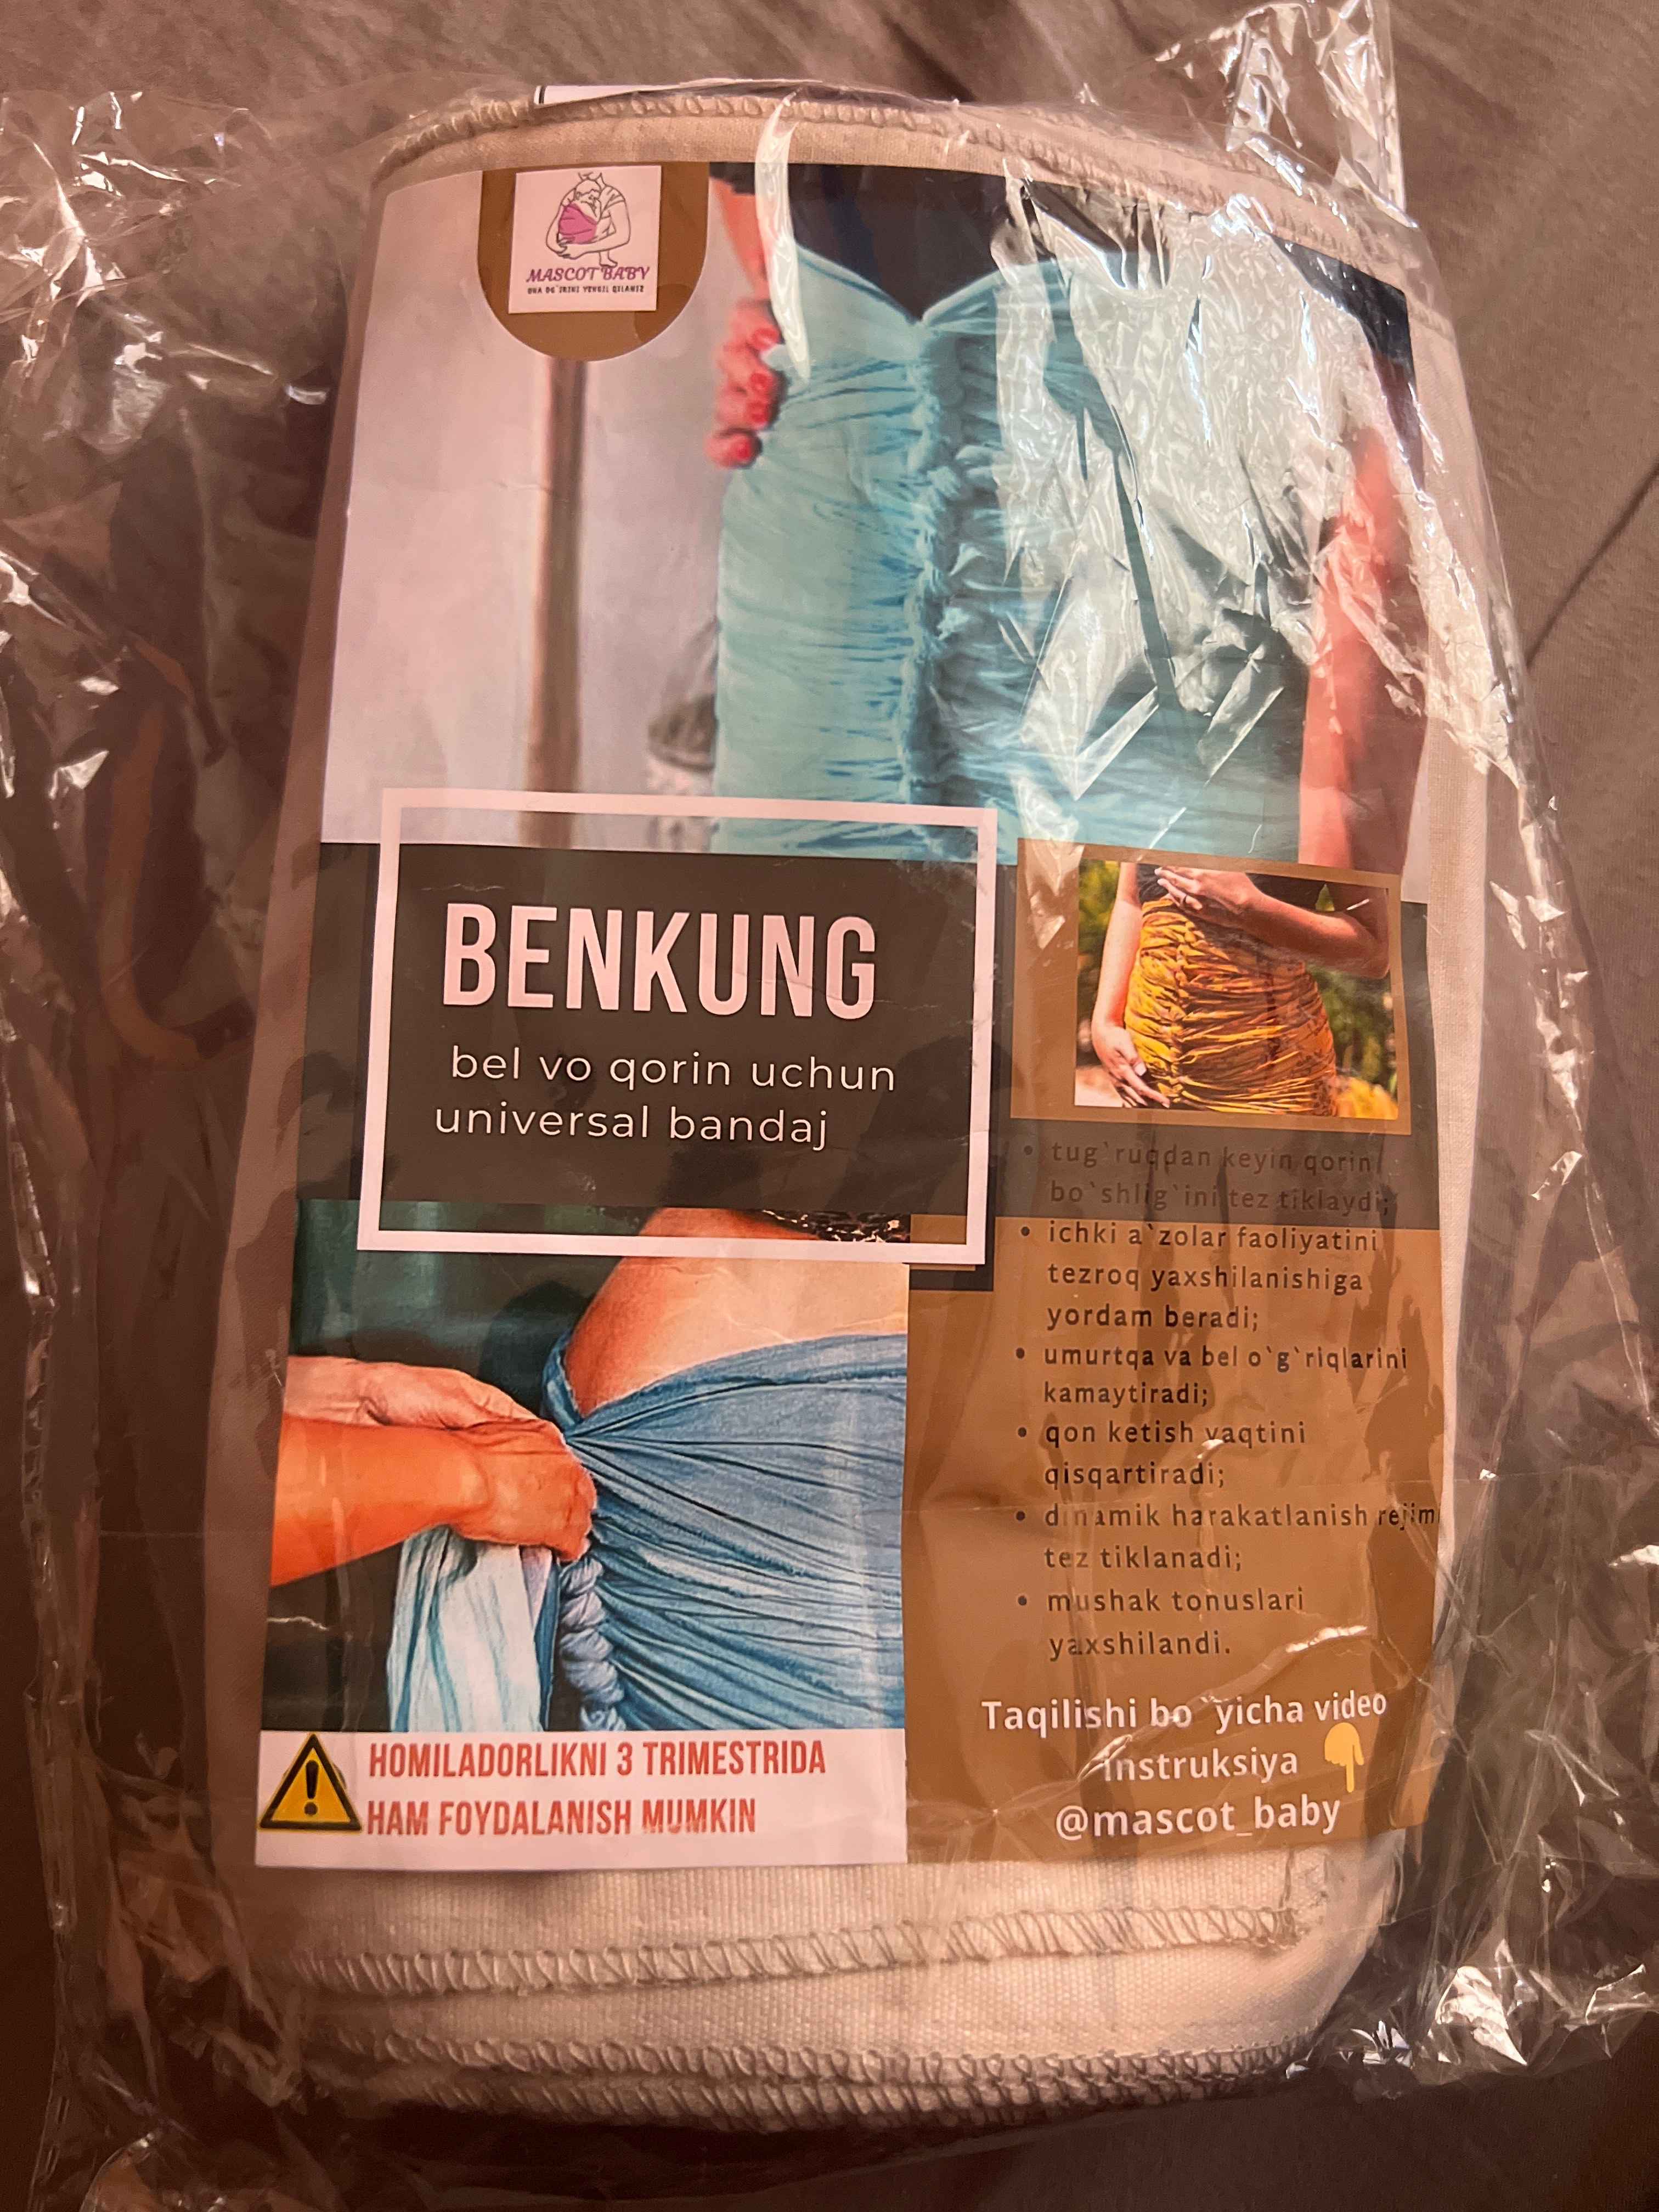 MASCOT BABY
BENKUNG
bel vo qorin uchun
universal bandaj
• tug`ruqdan keyin qorin
bo`shlig`ini tez tiklaydi;
• ichki a`zolar faoliyatini
tezroq yaxshilanishiga
yordam beradi;
• umurtqa va bel o`g`riqlarini
kamaytiradi;
• qon ketish vaqtini
qisqartiradi;
• dinamik harakatlanish rejimi
tez tiklanadi;
• mushak tonuslari
yaxshilandi.
Taqilishi bo`yicha video
instruksiya
@mascot_baby
HOMILADORLIKNI 3 TRIMESTRIDA
HAM FOYDALANISH MUMKIN